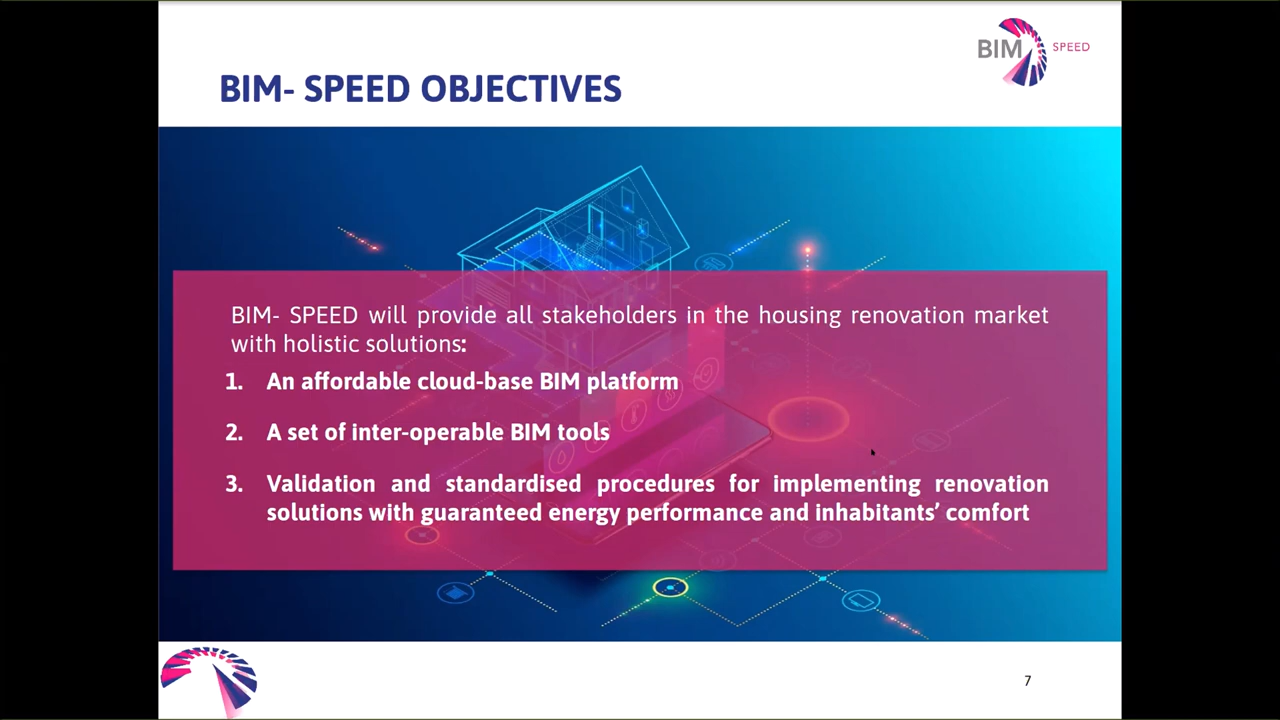 BIM SPEED
BIM- SPEED OBJECTIVES
BIM- SPEED will provide all stakeholders in the housing renovation market
with holistic solutions:
1. An affordable cloud-base BIM platform
2. A set of inter-operable BIM tools
3. Validation and standardised procedures for implementing renovation
solutions with guaranteed energy performance and inhabitants’ comfort
7